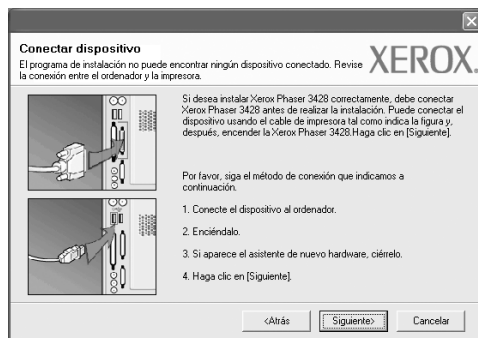 Conectar dispositivo
El programa de instalación no puede encontrar ningún dispositivo conectado. Revise
la conexión entre el ordenador y la impresora.
XEROX.
Si desea instalar Xerox Phaser 3428 correctamente, debe conectar
Xerox Phaser 3428 antes de realizar la instalación. Puede conectar el
dispositivo usando el cable de impresora tal como indica la figura y,
después, encender la Xerox Phaser 3428.Haga clic en [Siguiente].
Por favor, siga el método de conexión que indicamos a
continuación.
1. Conecte el dispositivo al ordenador.
2. Enciéndalo.
3. Si aparece el asistente de nuevo hardware, ciérrelo.
4. Haga clic en [Siguiente].
<Atrás
Siguiente>
Cancelar